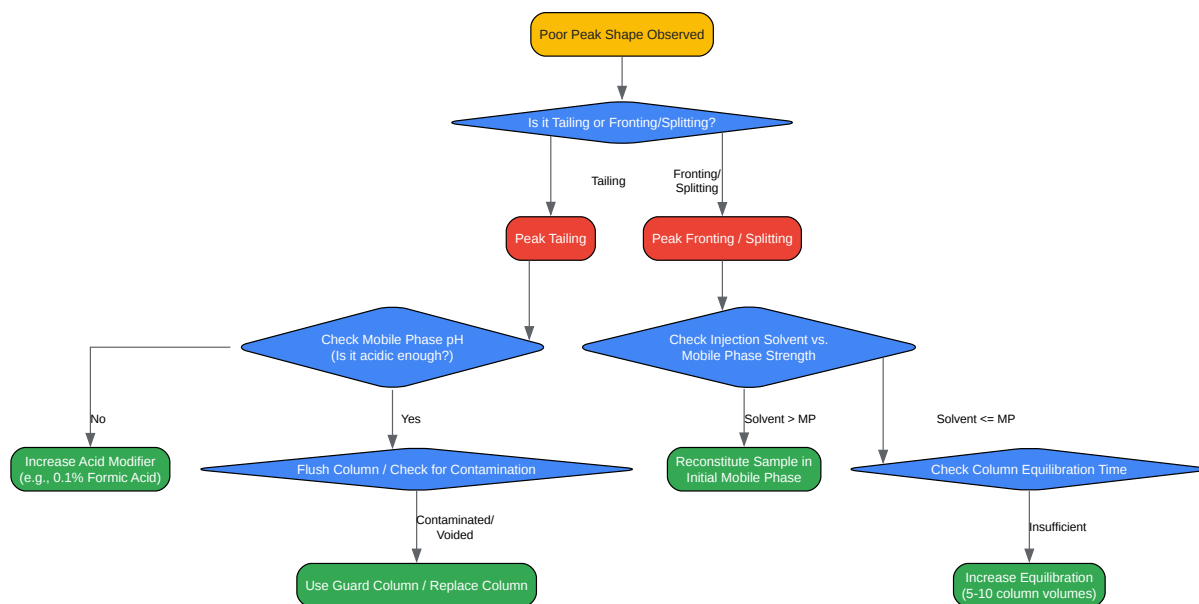 Poor Peak Shape Observed
Is it Tailing or Fronting/Splitting?
Tailing
Fronting/
Splitting
Peak Tailing
Peak Fronting / Splitting
Check Mobile Phase pH
(Is it acidic enough?)
Check Injection Solvent vs.
Mobile Phase Strength
No
Yes
Solvent > MP
Solvent <= MP
Increase Acid Modifier
(e.g., 0.1% Formic Acid)
Flush Column / Check for Contamination
Reconstitute Sample in
Initial Mobile Phase
Check Column Equilibration Time
Contaminated/
Voided
Insufficient
Use Guard Column / Replace Column
Increase Equilibration
(5-10 column volumes)